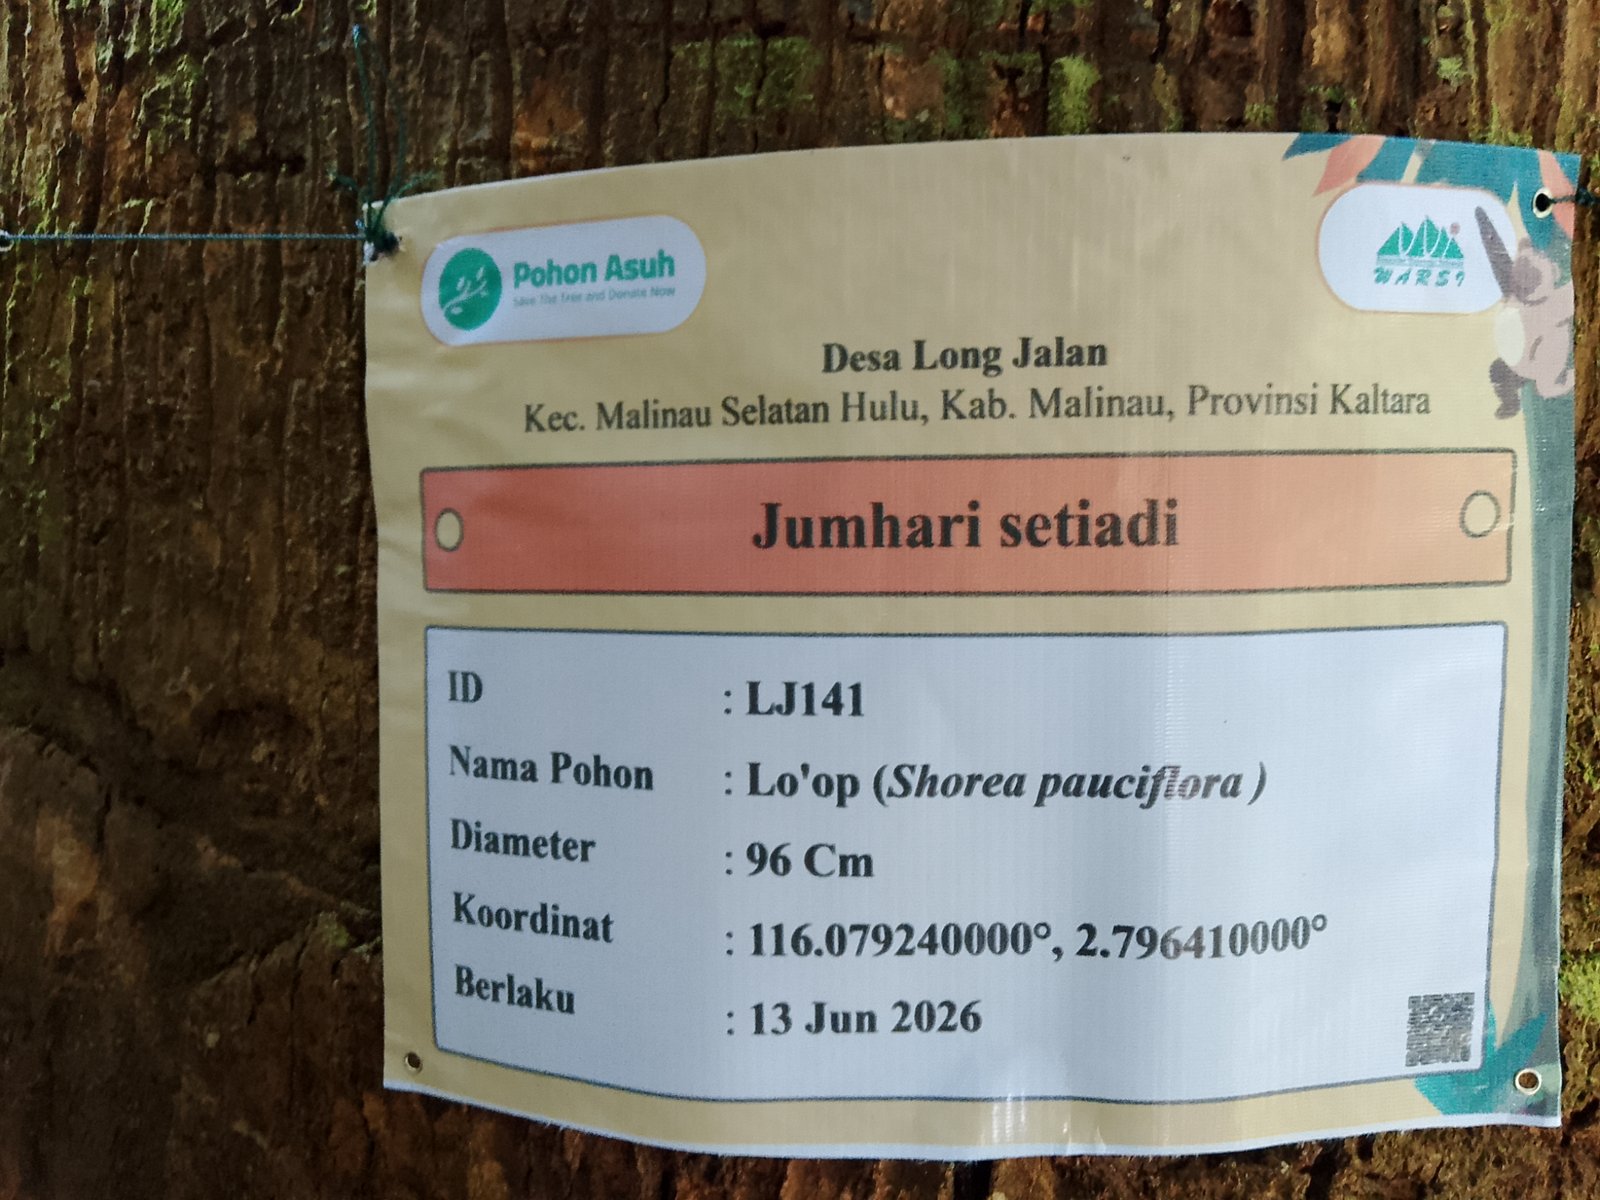 Pohon Asuh
Save The Tree and Donate Now
WARSI
Desa Long Jalan
Kec. Malinau Selatan Hulu, Kab. Malinau, Provinsi Kaltara
Jumhari setiadi
ID : LJ141
Nama Pohon : Lo'op (Shorea pauciflora )
Diameter : 96 Cm
Koordinat : 116.079240000°, 2.796410000°
Berlaku : 13 Jun 2026